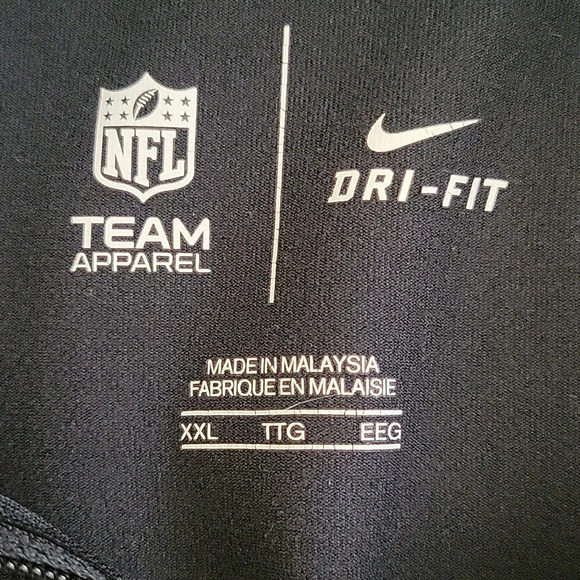 NFL
TEAM
APPAREL
DRI-FIT
MADE IN MALAYSIA
FABRIQUE EN MALAISIE
XXL TTG EEG